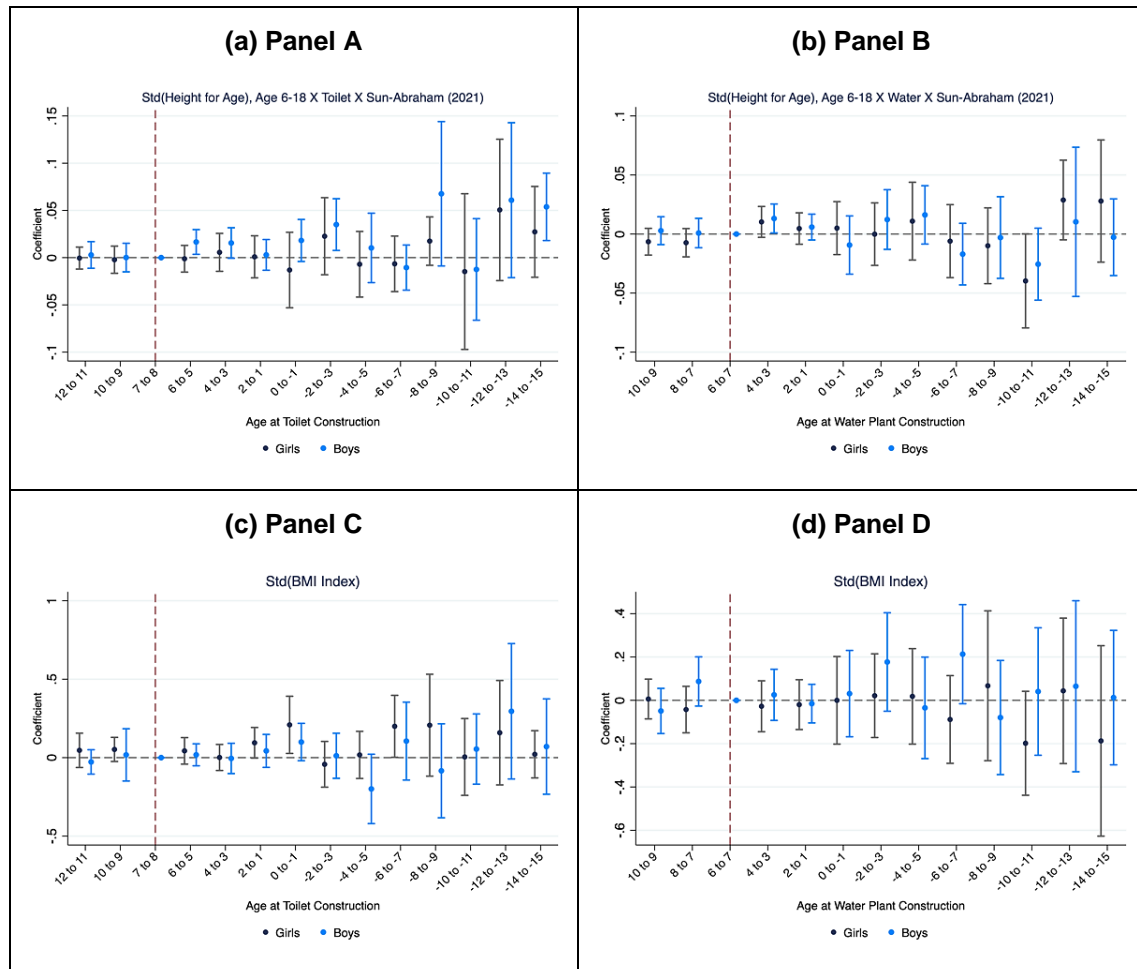 (a) Panel A
Std(Height for Age), Age 6-18 X Toilet X Sun-Abraham (2021)
Coefficient
.15
.1
.05
0
-.05
-.1
12 to 11
10 to 9
7 to 8
6 to 5
4 to 3
2 to 1
0 to -1
-2 to -3
-4 to -5
-6 to -7
-8 to -9
-10 to -11
-12 to -13
-14 to -15
Age at Toilet Construction
Girls Boys
(b) Panel B
Std(Height for Age), Age 6-18 X Water X Sun-Abraham (2021)
Coefficient
.1
.05
0
-.05
-.1
10 to 9
8 to 7
6 to 7
4 to 3
2 to 1
0 to -1
-2 to -3
-4 to -5
-6 to -7
-8 to -9
-10 to -11
-12 to -13
-14 to -15
Age at Water Plant Construction
Girls Boys
(c) Panel C
Std(BMI Index)
Coefficient
1
.5
0
-.5
12 to 11
10 to 9
7 to 8
6 to 5
4 to 3
2 to 1
0 to -1
-2 to -3
-4 to -5
-6 to -7
-8 to -9
-10 to -11
-12 to -13
-14 to -15
Age at Toilet Construction
Girls Boys
(d) Panel D
Std(BMI Index)
Coefficient
.4
.2
0
-.2
-.4
-.6
10 to 9
8 to 7
6 to 7
4 to 3
2 to 1
0 to -1
-2 to -3
-4 to -5
-6 to -7
-8 to -9
-10 to -11
-12 to -13
-14 to -15
Age at Water Plant Construction
Girls Boys